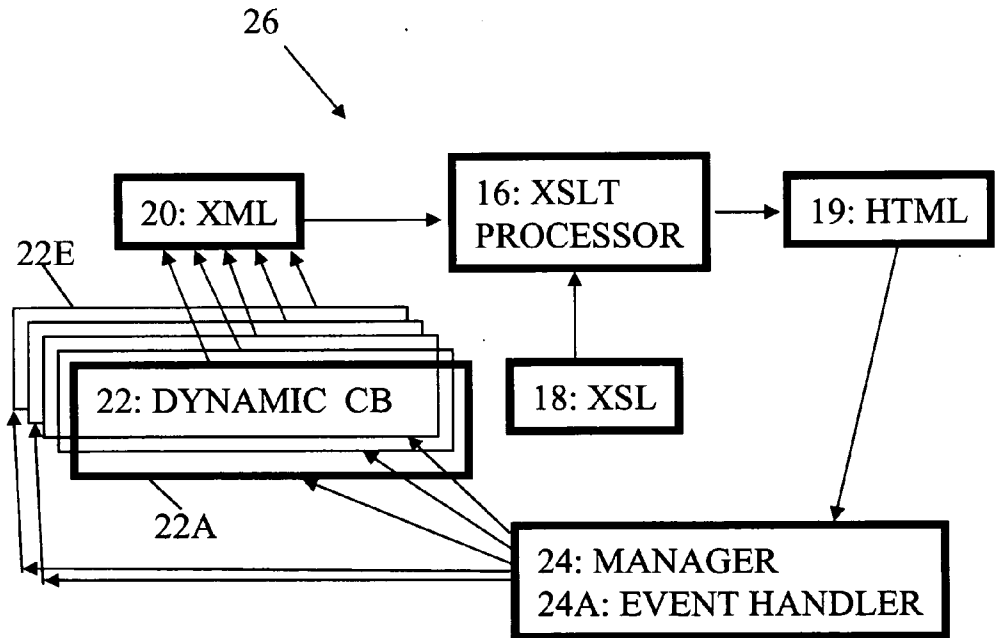 26
20: XML
16: XSLT
PROCESSOR
19: HTML
22E
22: DYNAMIC CB
18: XSL
22A
24: MANAGER
24A: EVENT HANDLER